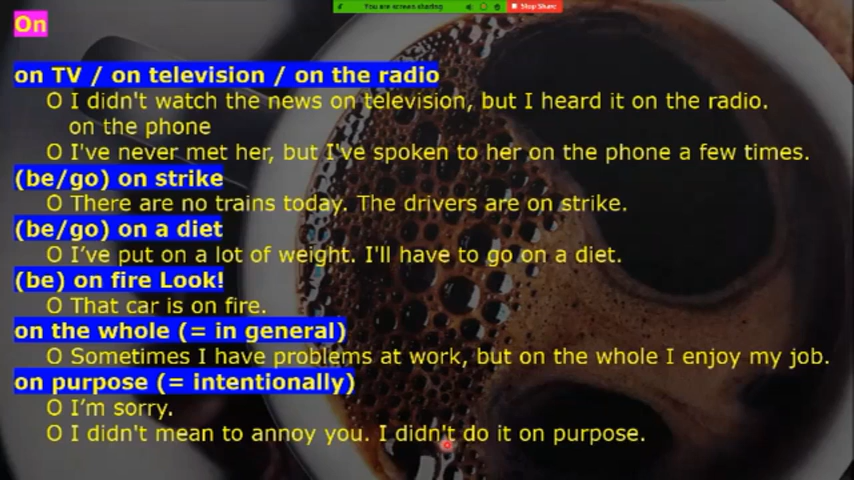 You are screen sharing
Stop Share
On
on TV / on television / on the radio
O I didn't watch the news on television, but I heard it on the radio.
on the phone
O I've never met her, but I've spoken to her on the phone a few times.
(be/go) on strike
O There are no trains today. The drivers are on strike.
(be/go) on a diet
O I’ve put on a lot of weight. I'll have to go on a diet.
(be) on fire Look!
O That car is on fire.
on the whole (= in general)
O Sometimes I have problems at work, but on the whole I enjoy my job.
on purpose (= intentionally)
O I’m sorry.
O I didn't mean to annoy you. I didn't do it on purpose.